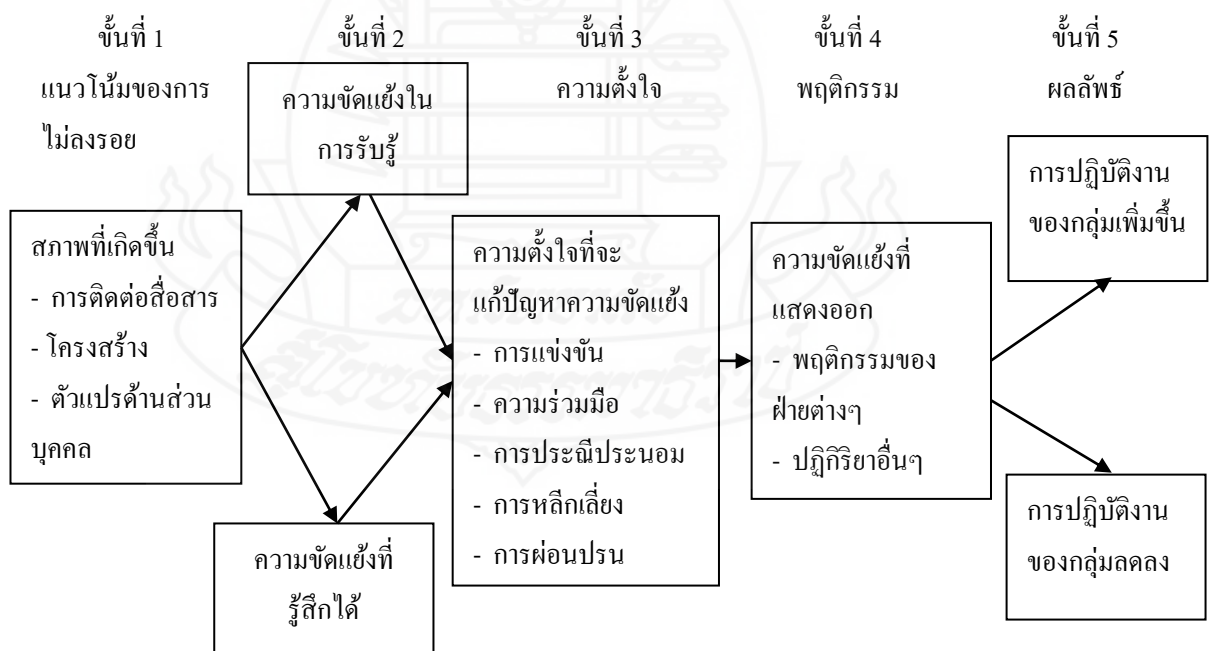 ขั้นที่ 1
แนวโน้มของการ
ไม่ลงรอย
สภาพที่เกิดขึ้น
- การติดต่อสื่อสาร
- โครงสร้าง
- ตัวแปรด้านส่วน
บุคคล
ขั้นที่ 2
ความขัดแย้งใน
การรับรู้
ความขัดแย้งที่
รู้สึกได้
ขั้นที่ 3
ความตั้งใจ
ความตั้งใจที่จะ
แก้ปัญหาความขัดแย้ง
- การแข่งขัน
- ความร่วมมือ
- การประณีประนอม
- การหลีกเลี่ยง
- การผ่อนปรน
ขั้นที่ 4
พฤติกรรม
ความขัดแย้งที่
แสดงออก
- พฤติกรรมของ
ฝ่ายต่างๆ
- ปฏิกิริยาอื่นๆ
ขั้นที่ 5
ผลลัพธ์
การปฏิบัติงาน
ของกลุ่มเพิ่มขึ้น
การปฏิบัติงาน
ของกลุ่มลดลง